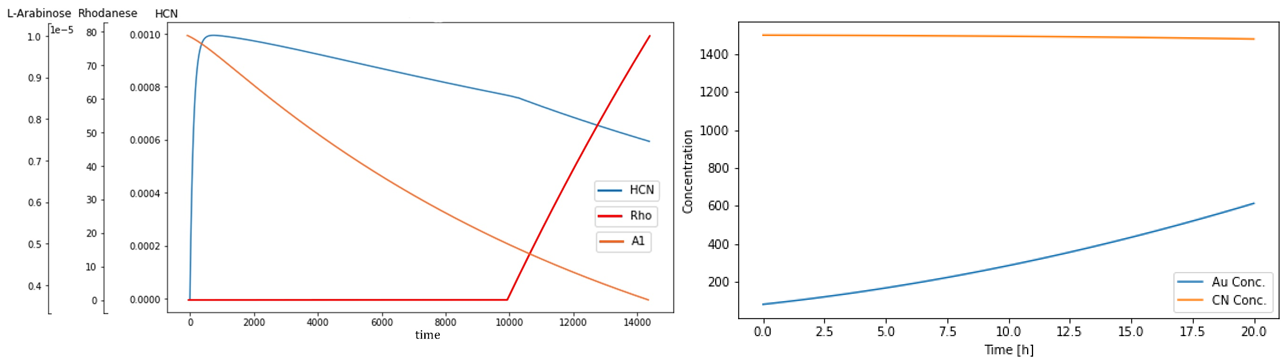 L-Arabinose Rhodanese HCN
1e−5
1.0
0.9
0.8
0.7
0.6
0.5
0.4
80
70
60
50
40
30
20
10
0
0.0010
0.0008
0.0006
0.0004
0.0002
0.0000
HCN
Rho
A1
0 2000 4000 6000 8000 10000 12000 14000
time
Concentration
1400
1200
1000
800
600
400
200
Au Conc.
CN Conc.
0.0 2.5 5.0 7.5 10.0 12.5 15.0 17.5 20.0
Time [h]